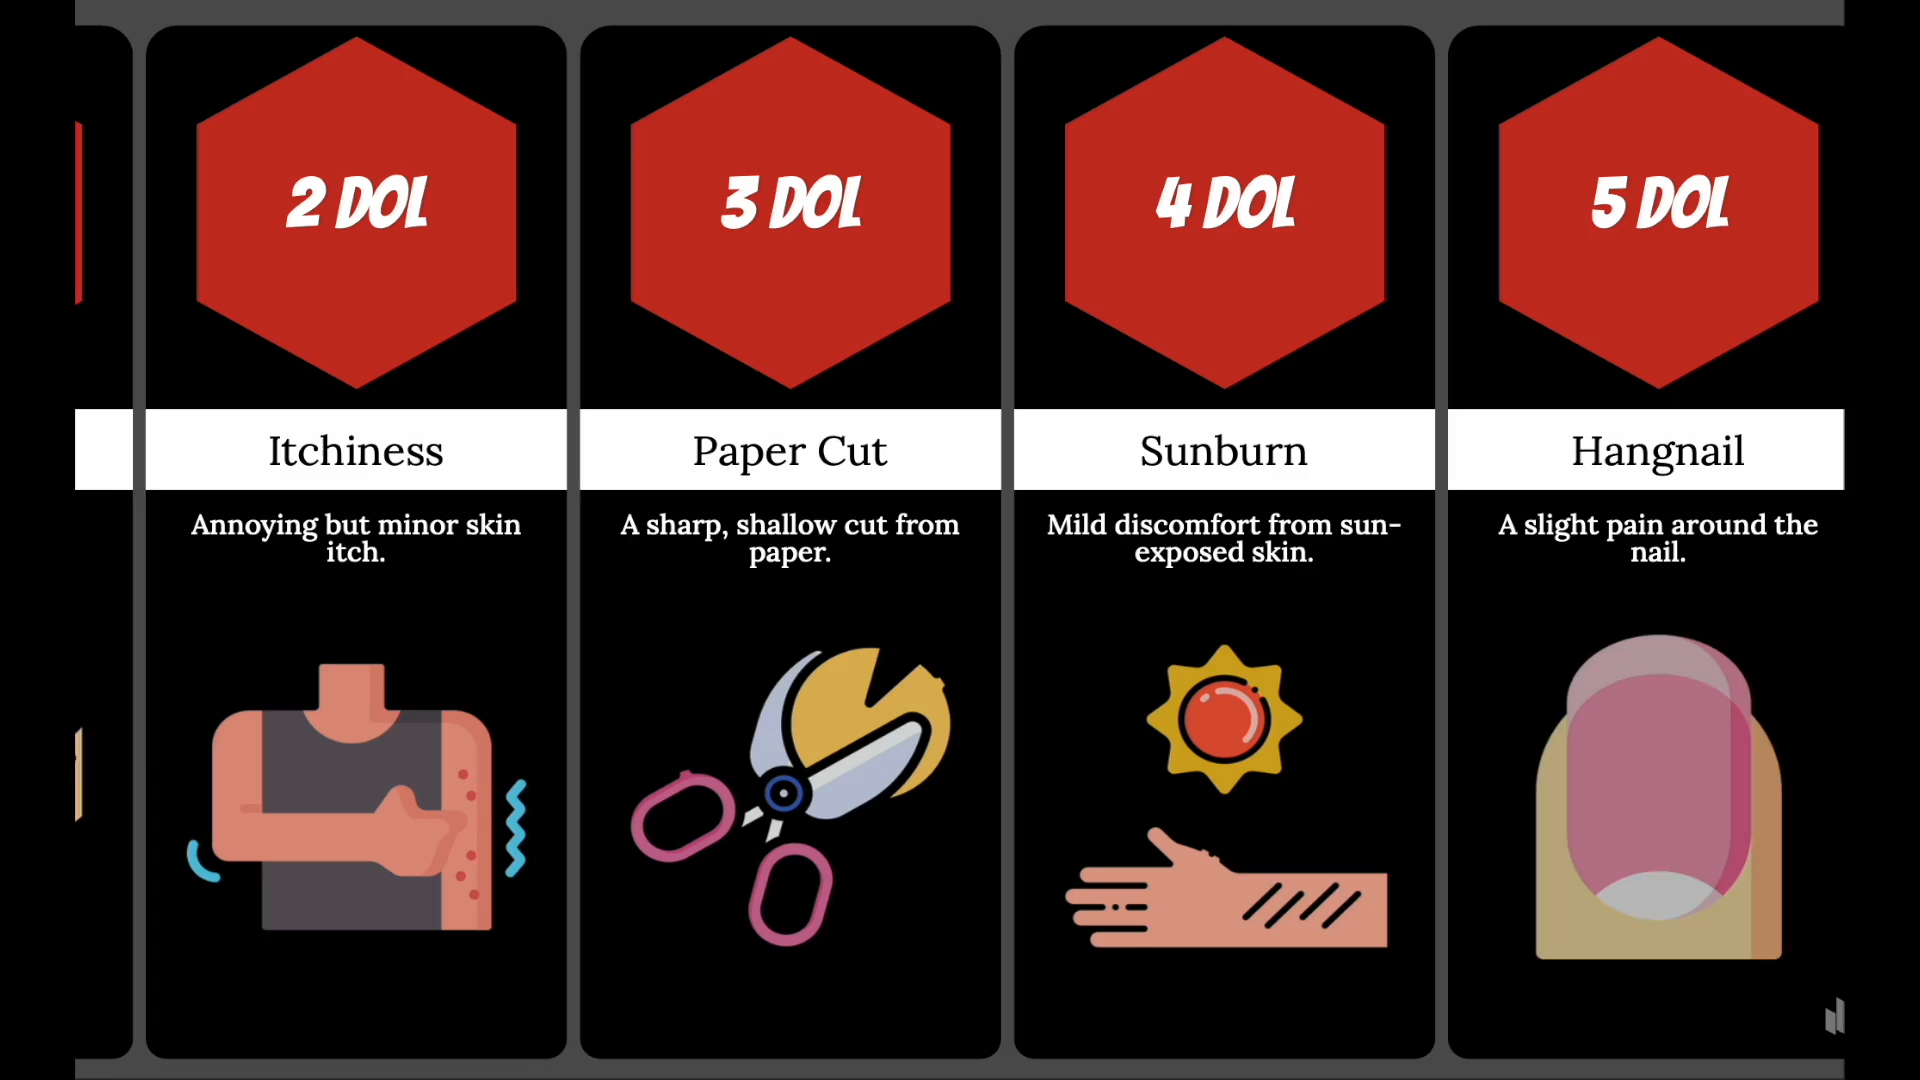 2 DOL
Itchiness
Annoying but minor skin
itch.
3 DOL
Paper Cut
A sharp, shallow cut from
paper.
4 DOL
Sunburn
Mild discomfort from sun-
exposed skin.
5 DOL
Hangnail
A slight pain around the
nail.